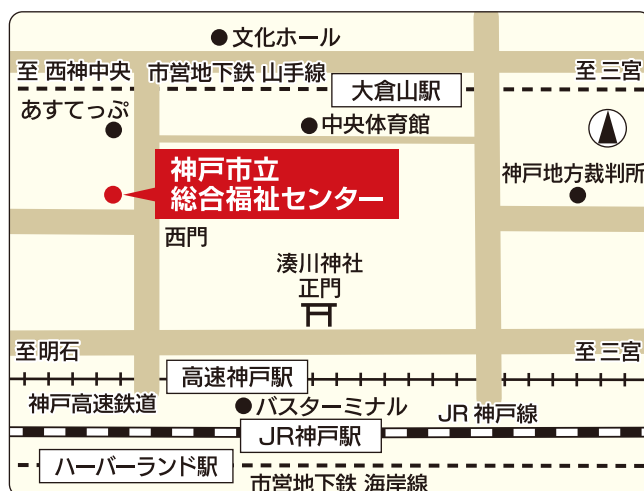 文化ホール
至 西神中央
市営地下鉄 山手線
至 三宮
大倉山駅
あすてっぷ
中央体育館
神戸市立
総合福祉センター
神戸地方裁判所
西門
湊川神社
正門
至明石
至 三宮
高速神戸駅
神戸高速鉄道
バスターミナル
JR 神戸線
JR神戸駅
ハーバーランド駅
市営地下鉄 海岸線